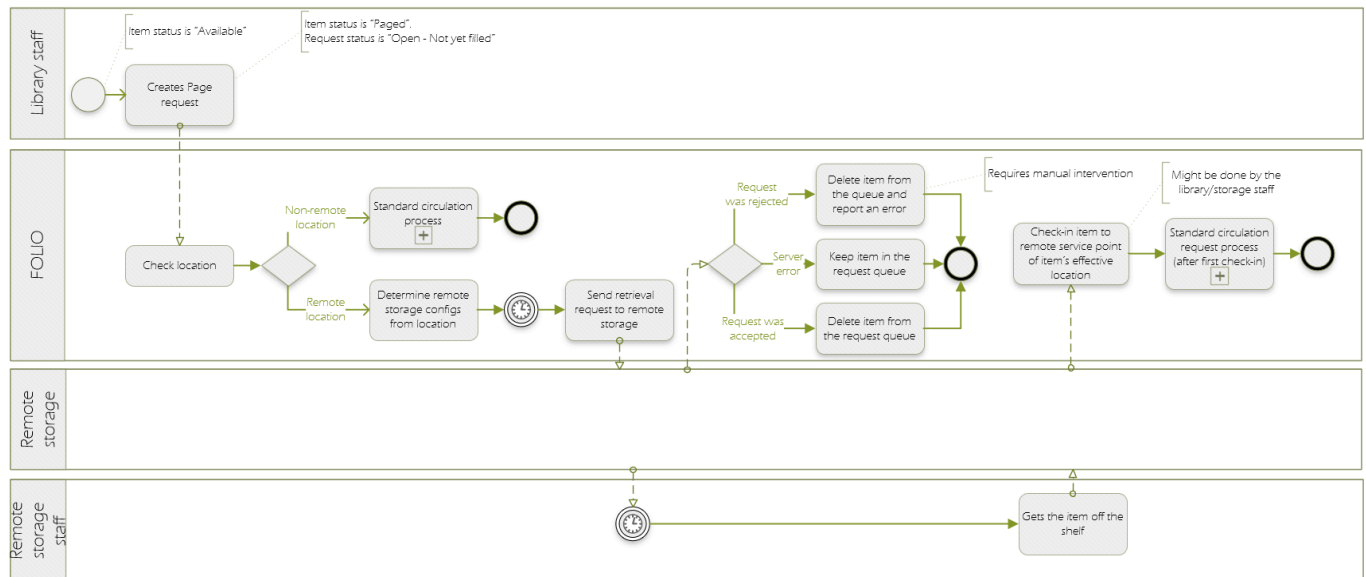 Library staff
Item status is "Available"
Item status is "Paged".
Request status is "Open - Not yet filled"
Creates Page
request
FOLIO
Check location
Non-remote
location
Standard circulation
process
Remote
location
Determine remote
storage configs
from location
Send retrieval
request to remote
storage
Request
was rejected
Delete item from
the queue and
report an error
Requires manual intervention
Server
error
Keep item in the
request queue
Request was
accepted
Delete item from
the request queue
Check-in item to
remote service point
of item's effective
location
Might be done by the
library/storage staff
Standard circulation
request process
(after first check-in)
Remote
storage
Remote
storage
staff
Gets the item off the
shelf